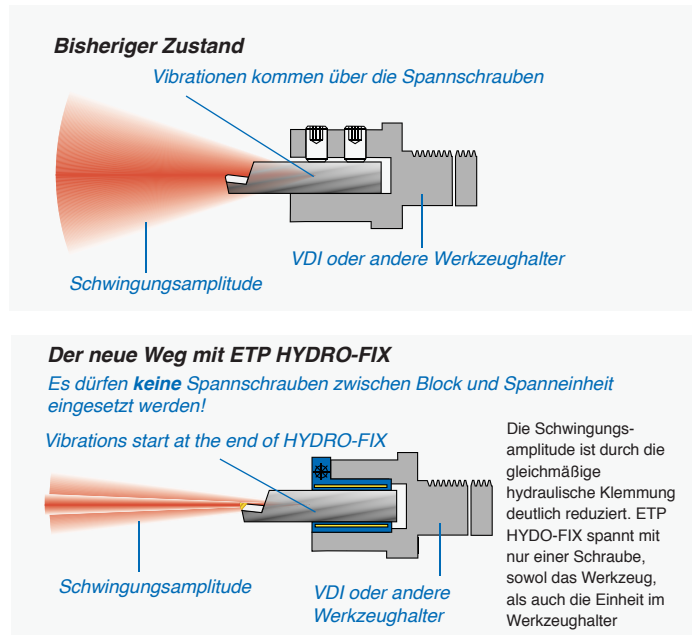 Bisheriger Zustand
Vibrationen kommen über die Spannschrauben
VDI oder andere Werkzeughalter
Schwingungsamplitude
Der neue Weg mit ETP HYDRO-FIX
Es dürfen keine Spannschrauben zwischen Block und Spanneinheit
eingesetzt werden!
Vibrations start at the end of HYDRO-FIX
Schwingungsamplitude
VDI oder andere
Werkzeughalter
Die Schwingungs-
amplitude ist durch die
gleichmäßige
hydraulische Klemmung
deutlich reduziert. ETP
HYDO-FIX spannt mit
nur einer Schraube,
sowol das Werkzeug,
als auch die Einheit im
Werkzeughalter